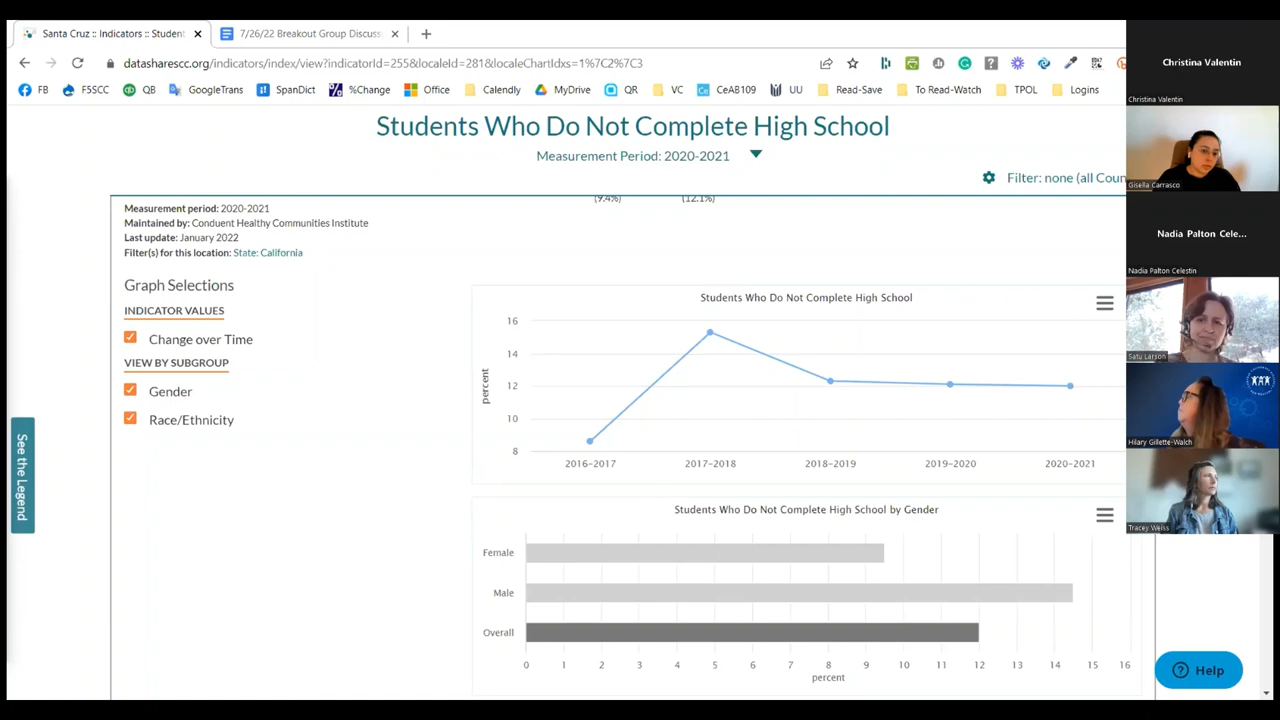 Santa Cruz :: Indicators :: Student
7/26/22 Breakout Group Discuss
datasharescc.org/indicators/index/view?indicatorId=255&localeId=281&localeChartIdxs=1%7C2%7C3
FB F5SCC QB GoogleTrans SpanDict %Change Office Calendly MyDrive QR VC CeAB109 UU Read-Save To Read-Watch TPOL Logins
Students Who Do Not Complete High School
Measurement Period: 2020-2021
Filter: none (all Coun
(9.4%) (12.1%)
Measurement period: 2020-2021
Maintained by: Conduent Healthy Communities Institute
Last update: January 2022
Filter(s) for this location: State: California
Graph Selections
INDICATOR VALUES
Change over Time
VIEW BY SUBGROUP
Gender
Race/Ethnicity
See the Legend
Students Who Do Not Complete High School
16
14
12
10
8
percent
2016-2017 2017-2018 2018-2019 2019-2020 2020-2021
Students Who Do Not Complete High School by Gender
Female
Male
Overall
0 1 2 3 4 5 6 7 8 9 10 11 12 13 14 15 16
percent
Help
Christina Valentin
Christina Valentin
Gisella Carrasco
Nadia Palton Cele...
Nadia Palton Celestin
Satu Larson
Hilary Gillette-Walch
Tracey Weiss